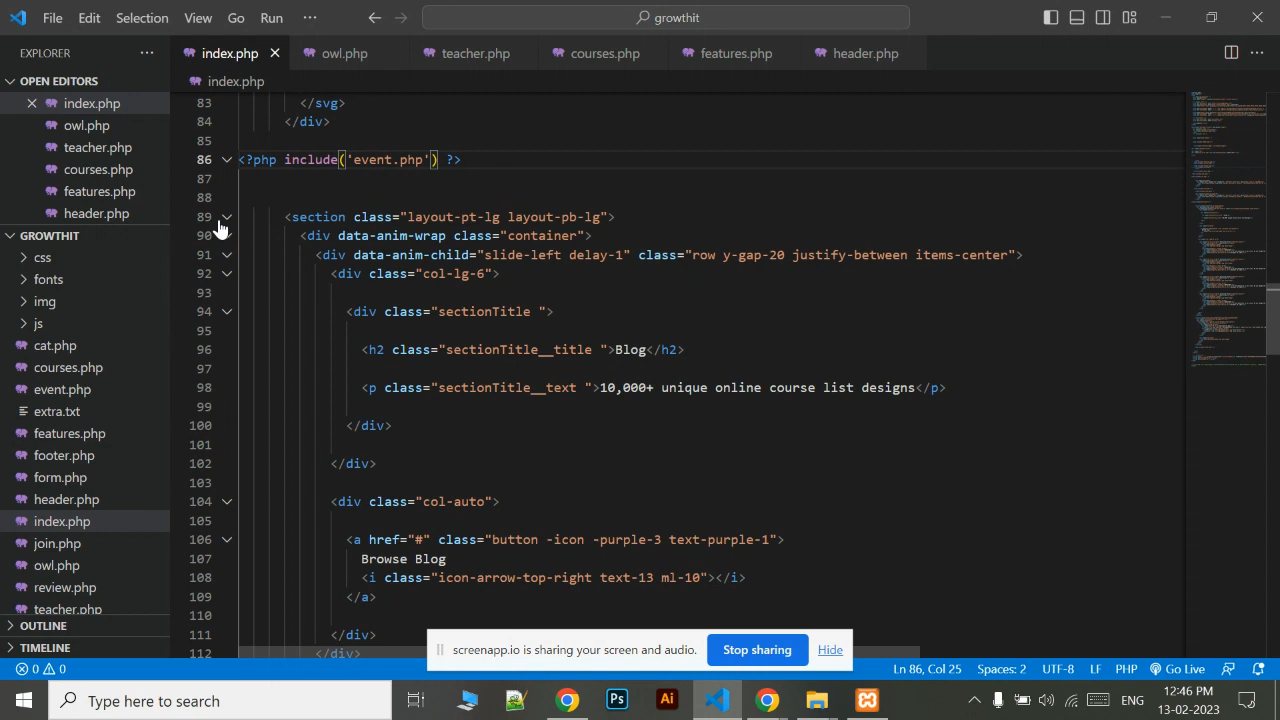 File Edit Selection View Go Run ··· growthit
EXPLORER ··· index.php owl.php teacher.php courses.php features.php header.php ···
OPEN EDITORS
index.php
index.php
owl.php
teacher.php
courses.php
features.php
header.php
GROWTHIT
css
fonts
img
js
cat.php
courses.php
event.php
extra.txt
features.php
footer.php
form.php
header.php
index.php
join.php
owl.php
review.php
teacher.php
OUTLINE
TIMELINE
83 </svg>
84 </div>
85
86 <?php include('event.php') ?>
87
88
89 <section class="layout-pt-lg layout-pb-lg">
90 <div data-anim-wrap class="container">
91 <div data-anim-child="slide-left delay-1" class="row y-gap-20 justify-between items-center">
92 <div class="col-lg-6">
93
94 <div class="sectionTitle ">
95
96 <h2 class="sectionTitle__title ">Blog</h2>
97
98 <p class="sectionTitle__text ">10,000+ unique online course list designs</p>
99
100 </div>
101
102 </div>
103
104 <div class="col-auto">
105
106 <a href="#" class="button -icon -purple-3 text-purple-1">
107 Browse Blog
108 <i class="icon-arrow-top-right text-13 ml-10"></i>
109 </a>
110
111 </div>
112 </div>
screenapp.io is sharing your screen and audio. Stop sharing Hide
0 0 Ln 86, Col 25 Spaces: 2 UTF-8 LF PHP Go Live
Type here to search Ps Ai ENG 12:46 PM
13-02-2023